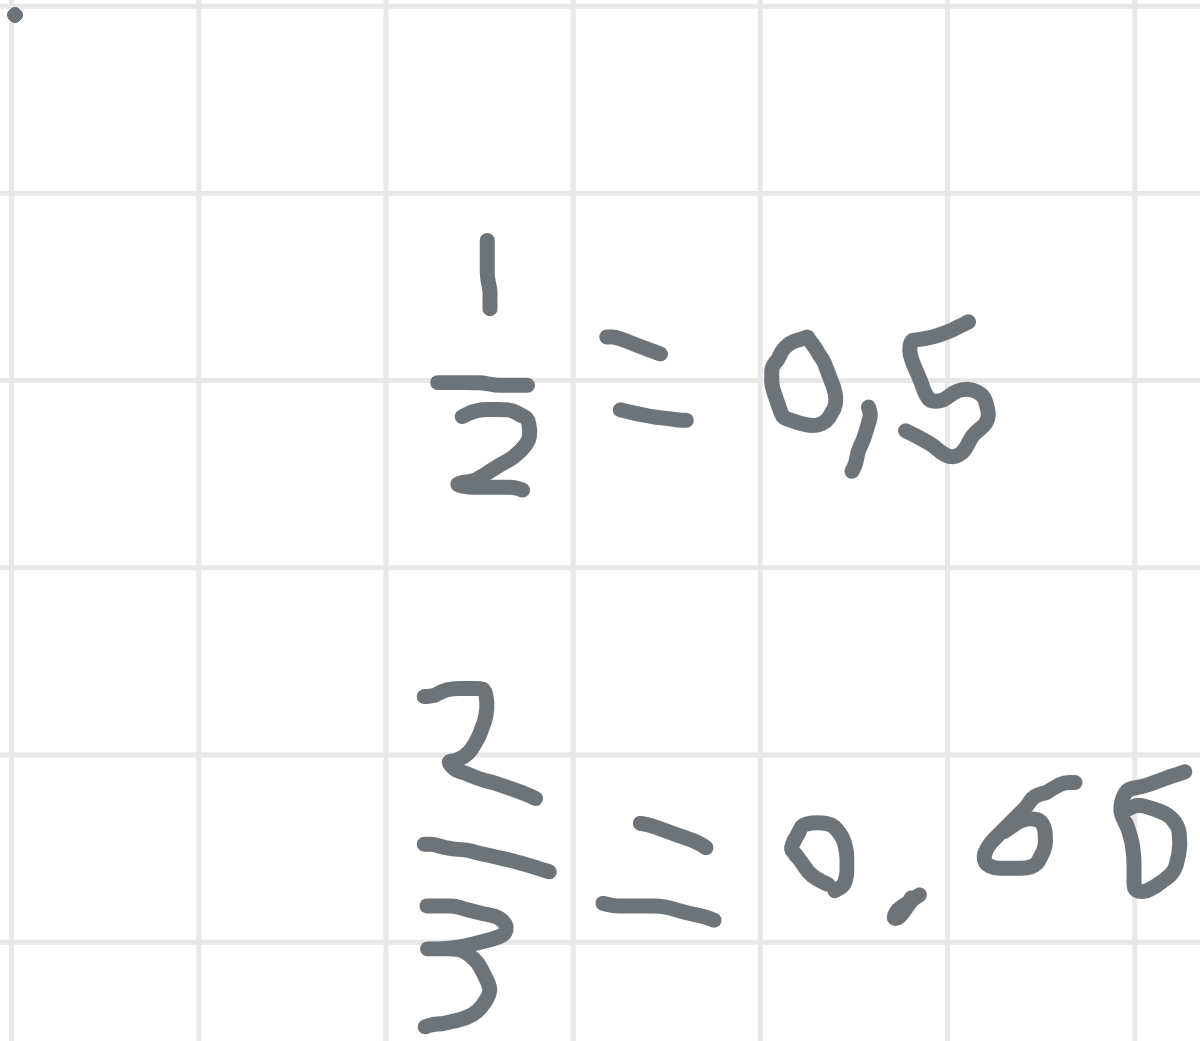 1/2 = 0,5
2/3 = 0,66